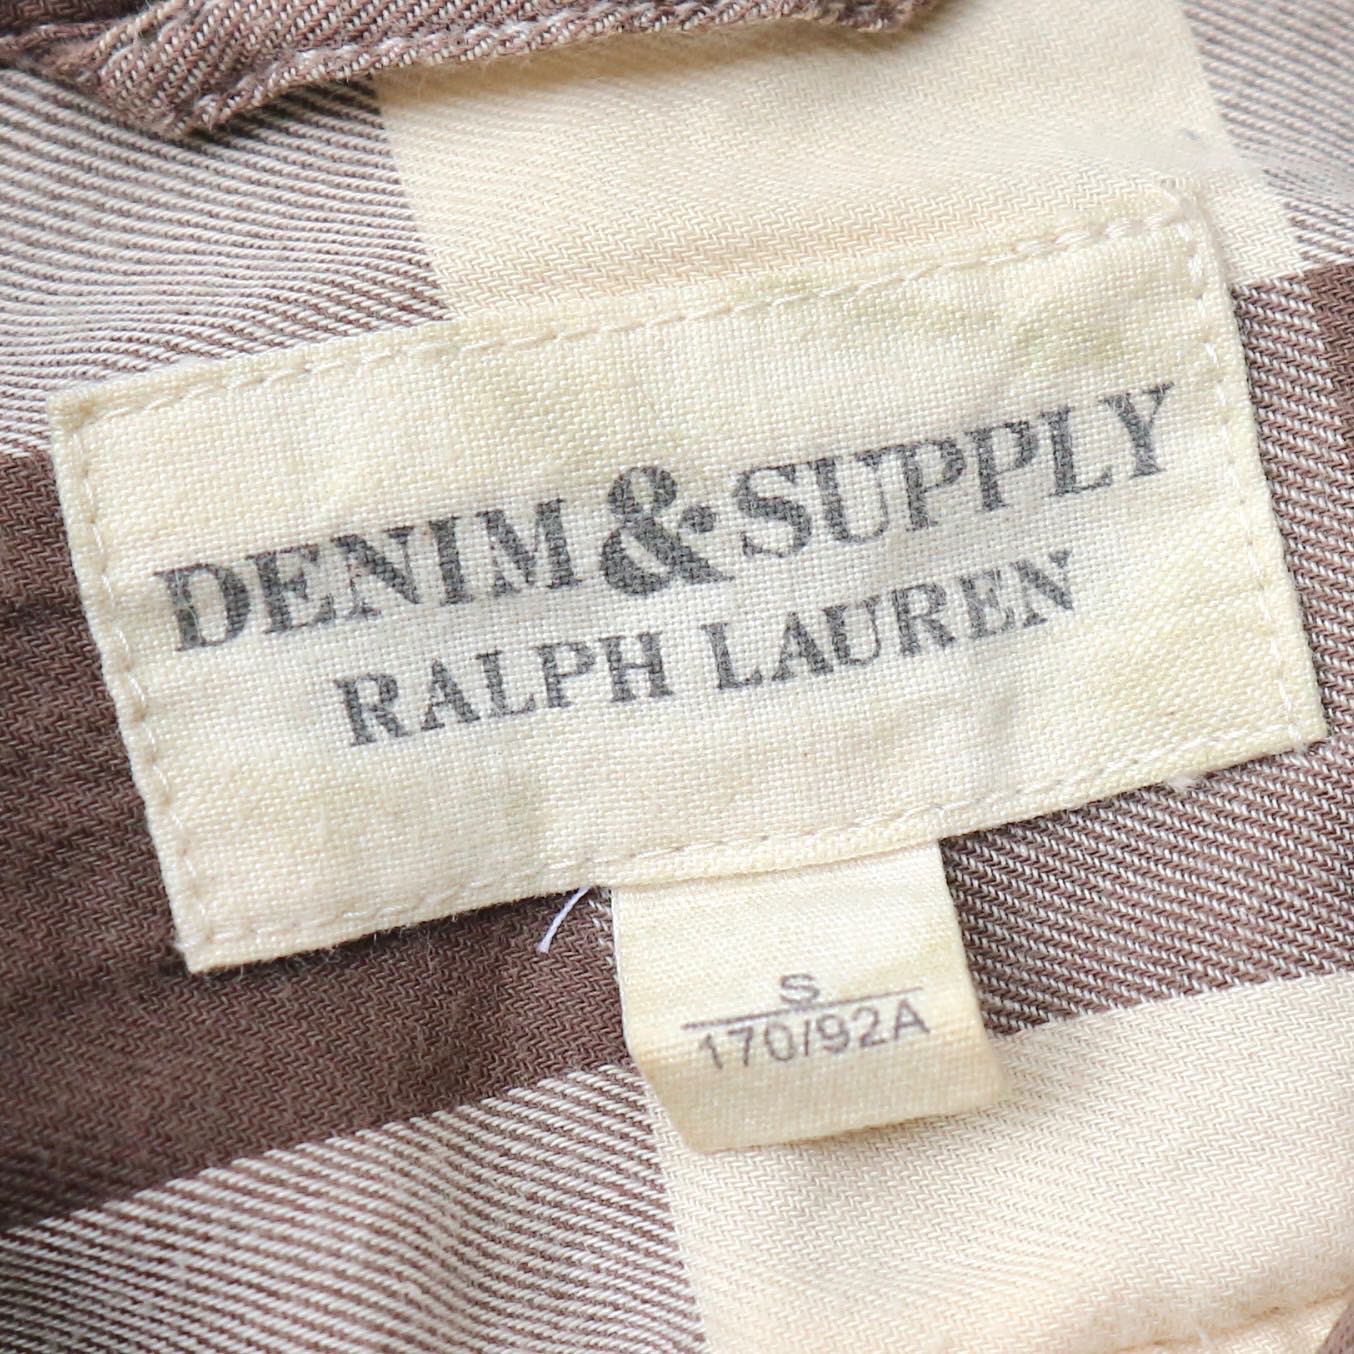 DENIM & SUPPLY
RALPH LAUREN
S
170/92A